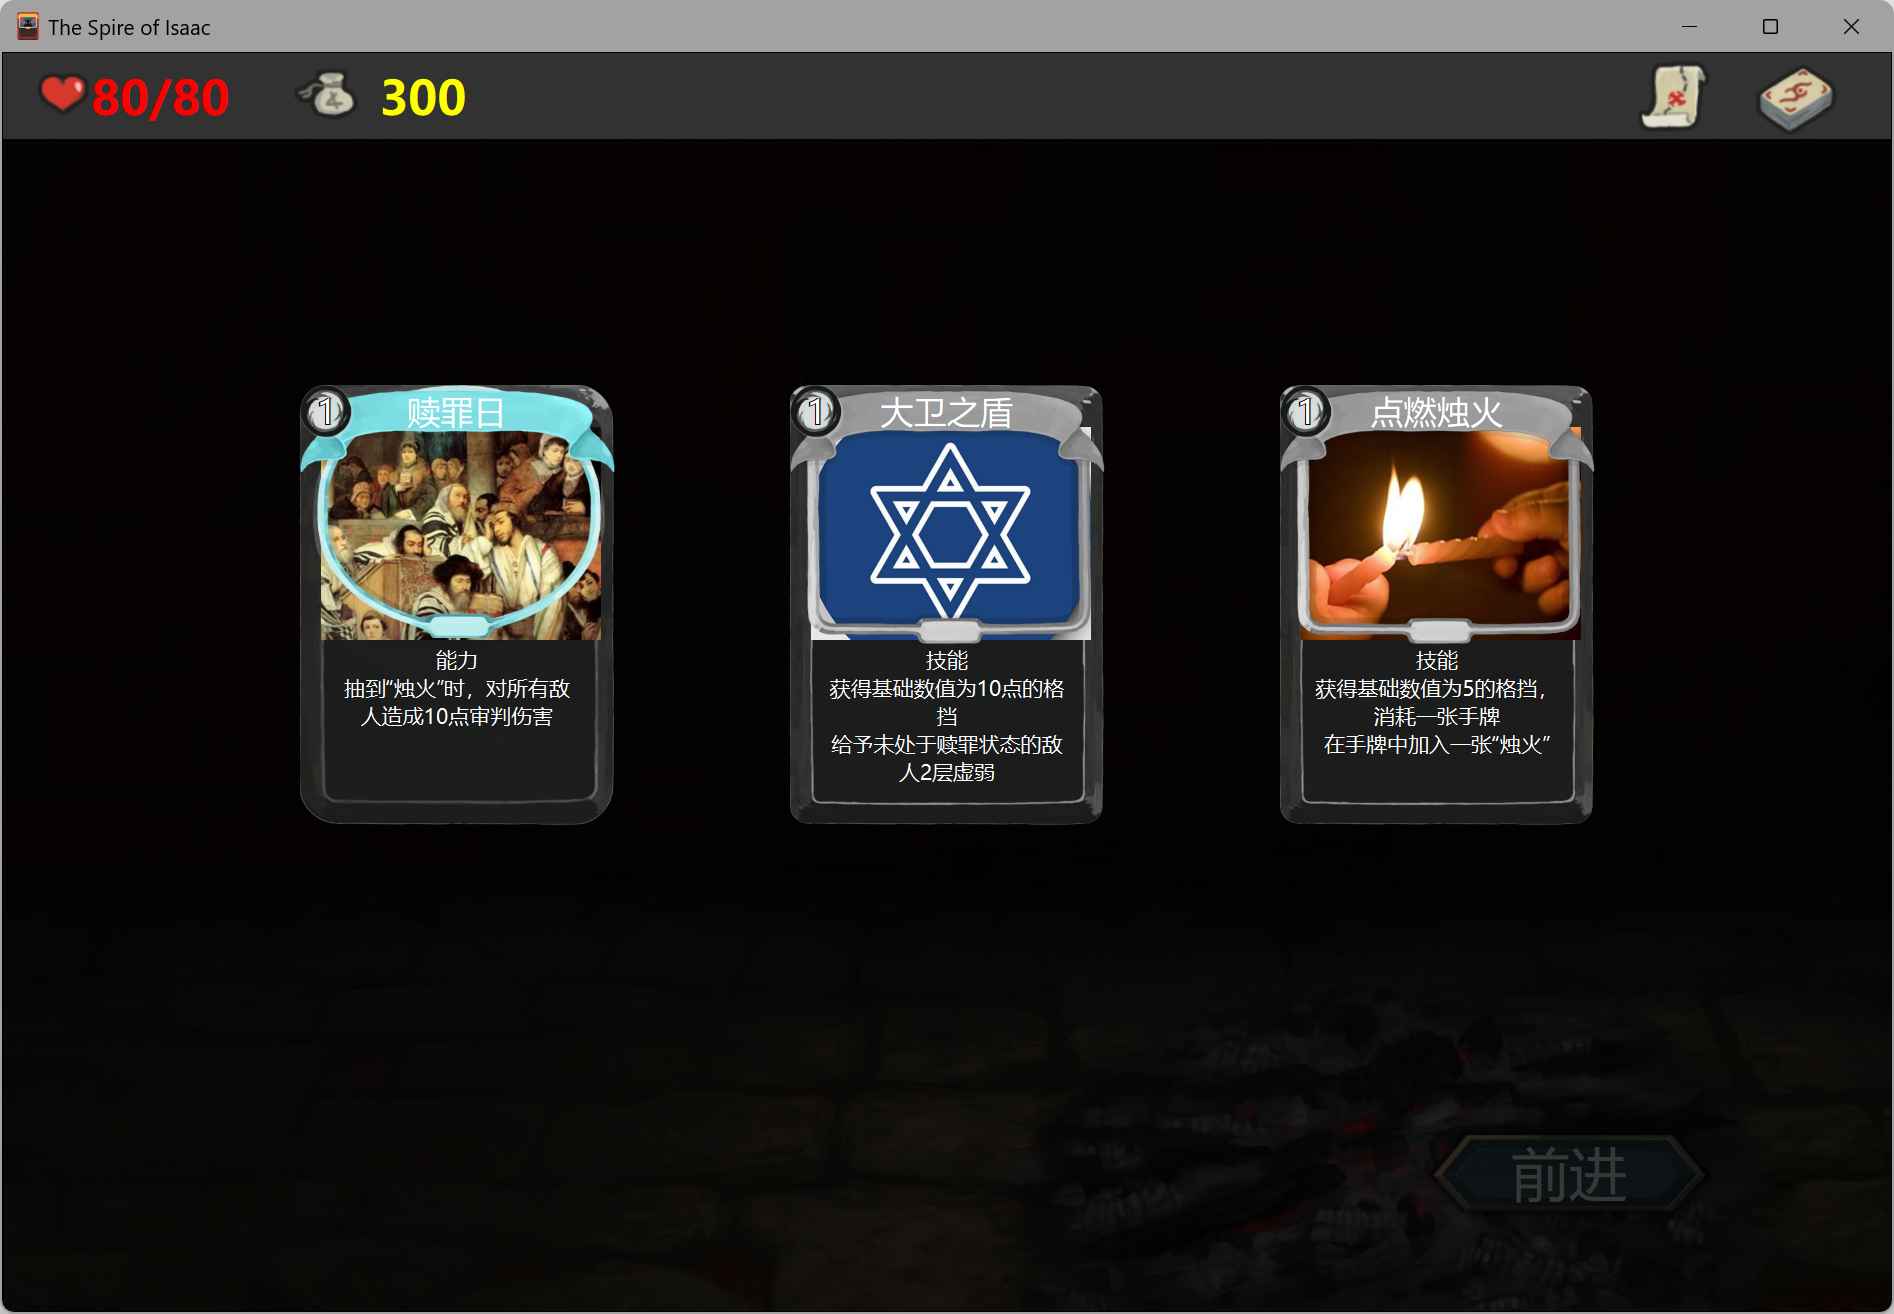 The Spire of Isaac
80/80
300
1
赎罪日
能力
抽到“烛火”时，对所有敌
人造成10点审判伤害
1
大卫之盾
技能
获得基础数值为10点的格
挡
给予未处于赎罪状态的敌
人2层虚弱
1
点燃烛火
技能
获得基础数值为5的格挡，
消耗一张手牌
在手牌中加入一张“烛火”
前进